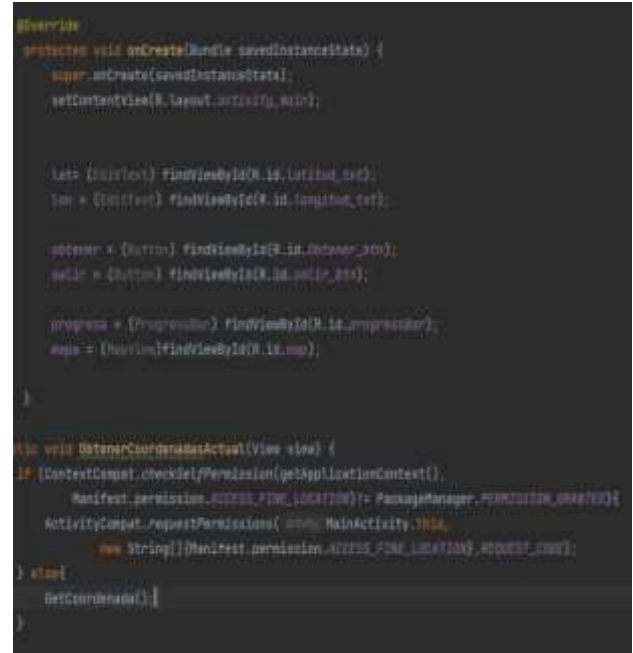 @Override
protected void onCreate(Bundle savedInstanceState) {
super.onCreate(savedInstanceState);
setContentView(R.layout.activity_main);
lat= (EditText) findViewById(R.id.latitud_txt);
lon = (EditText) findViewById(R.id.longitud_txt);
obtener = (Button) findViewById(R.id.Obtener_btn);
salir = (Button) findViewById(R.id.salir_btn);
progress = (ProgressBar) findViewById(R.id.progressBar);
maps = (MapView)findViewById(R.id.map);
}
lic void ObtenerCoordenadasActual(View view) {
if (ContextCompat.checkSelfPermission(getApplicationContext(),
Manifest.permission.ACCESS_FINE_LOCATION)!= PackageManager.PERMISSION_GRANTED){
ActivityCompat.requestPermissions( MainActivity.this,
new String[]{Manifest.permission.ACCESS_FINE_LOCATION},REQUEST_CODE);
} else{
GetCoordenada();
}